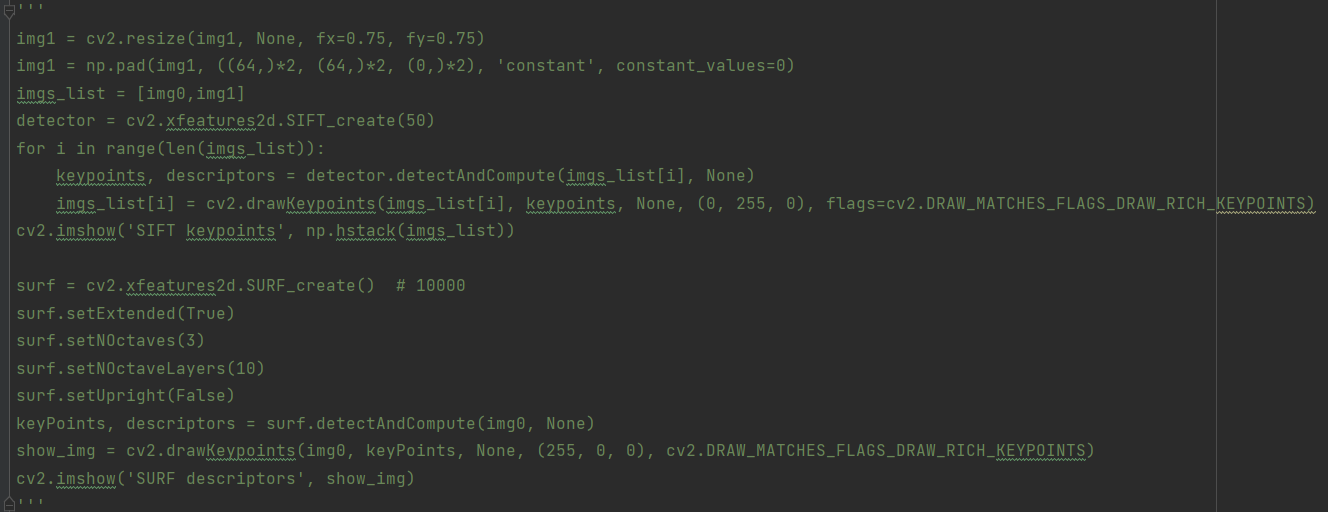 '''
img1 = cv2.resize(img1, None, fx=0.75, fy=0.75)
img1 = np.pad(img1, ((64,)*2, (64,)*2, (0,)*2), 'constant', constant_values=0)
imgs_list = [img0,img1]
detector = cv2.xfeatures2d.SIFT_create(50)
for i in range(len(imgs_list)):
    keypoints, descriptors = detector.detectAndCompute(imgs_list[i], None)
    imgs_list[i] = cv2.drawKeypoints(imgs_list[i], keypoints, None, (0, 255, 0), flags=cv2.DRAW_MATCHES_FLAGS_DRAW_RICH_KEYPOINTS)
cv2.imshow('SIFT keypoints', np.hstack(imgs_list))

surf = cv2.xfeatures2d.SURF_create()  # 10000
surf.setExtended(True)
surf.setNOctaves(3)
surf.setNOctaveLayers(10)
surf.setUpright(False)
keyPoints, descriptors = surf.detectAndCompute(img0, None)
show_img = cv2.drawKeypoints(img0, keyPoints, None, (255, 0, 0), cv2.DRAW_MATCHES_FLAGS_DRAW_RICH_KEYPOINTS)
cv2.imshow('SURF descriptors', show_img)
'''